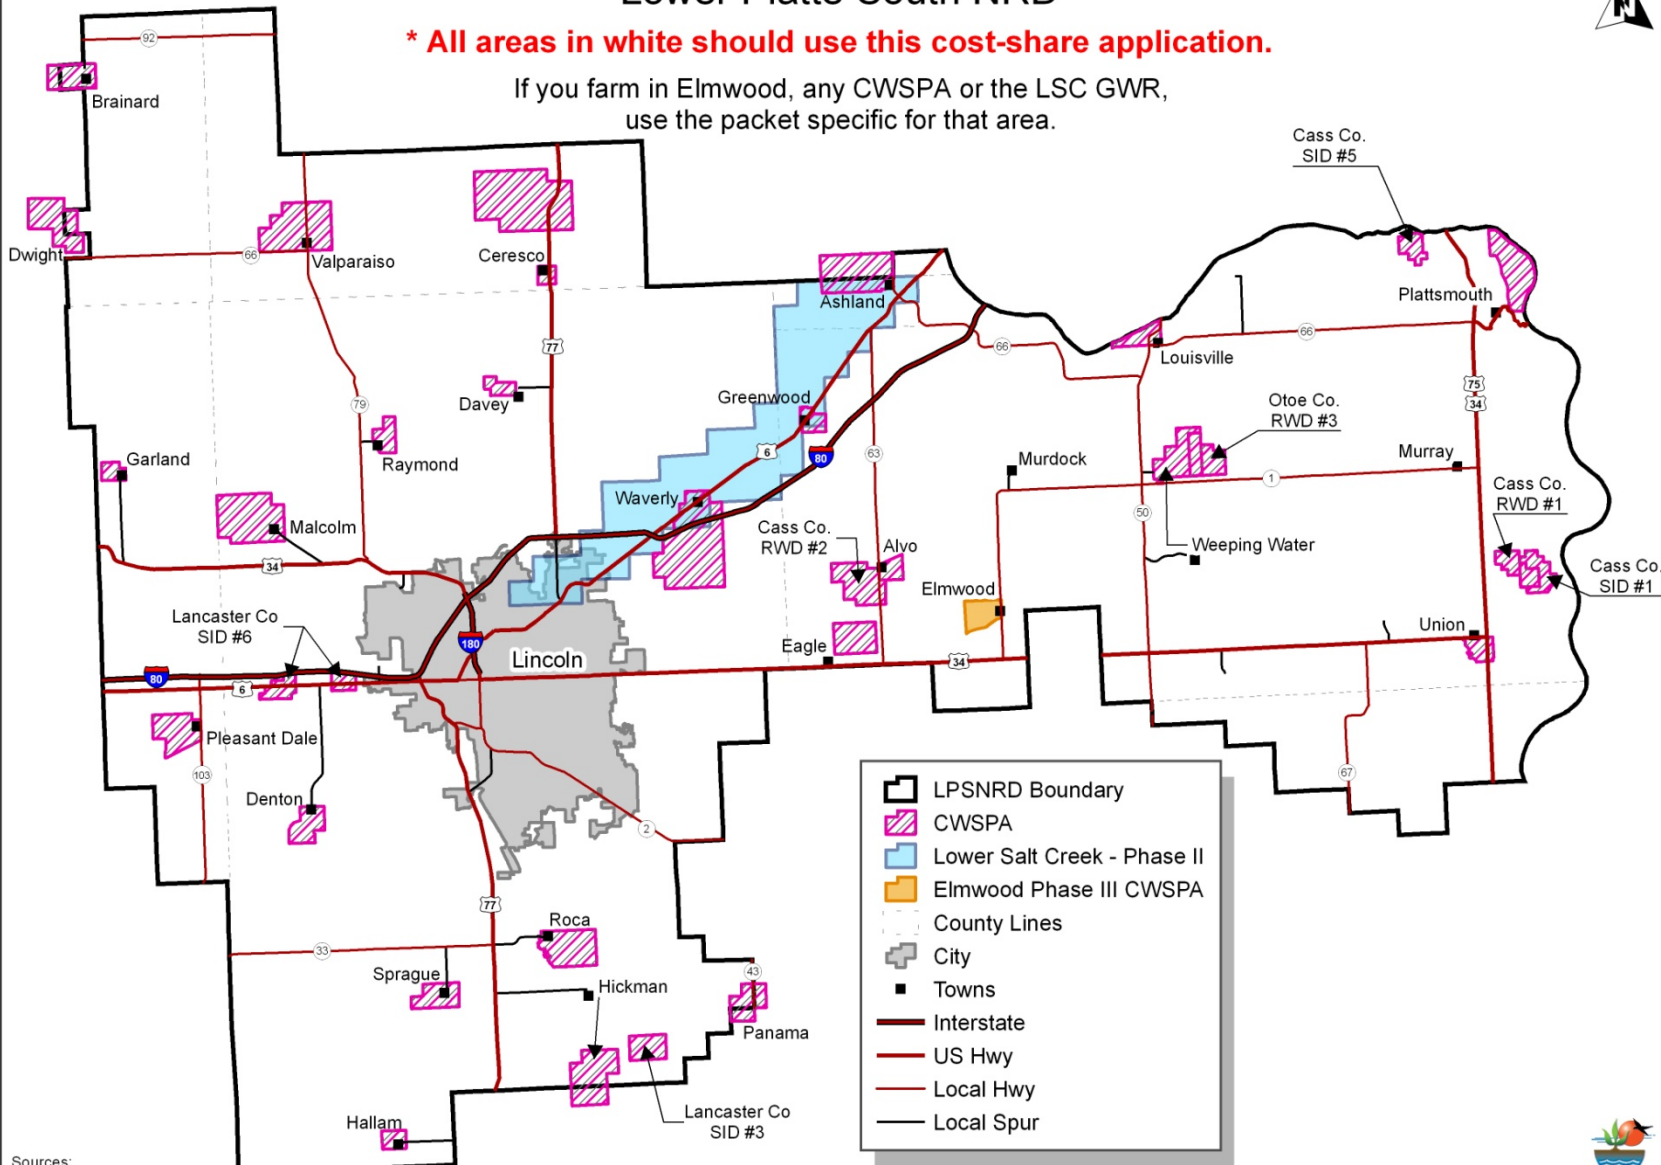 Lower Platte South NRD
* All areas in white should use this cost-share application.
If you farm in Elmwood, any CWSPA or the LSC GWR,
use the packet specific for that area.
N
92
Brainard
Cass Co.
SID #5
Dwight
66
Valparaiso
Ceresco
Ashland
Plattsmouth
77
66
66
Louisville
75
34
79
Davey
Greenwood
Otoe Co.
RWD #3
Garland
Raymond
6
80
63
Murdock
Murray
1
Waverly
Cass Co.
RWD #1
Malcolm
Cass Co.
RWD #2
50
Alvo
Weeping Water
34
Cass Co.
SID #1
Elmwood
Lancaster Co
SID #6
Union
180
Lincoln
Eagle
34
80
6
Pleasant Dale
103
67
Denton
2
LPSNRD Boundary
CWSPA
Lower Salt Creek - Phase II
Elmwood Phase III CWSPA
County Lines
City
Towns
Interstate
US Hwy
Local Hwy
Local Spur
77
Roca
33
Sprague
43
Hickman
Panama
Lancaster Co
SID #3
Hallam
Sources: